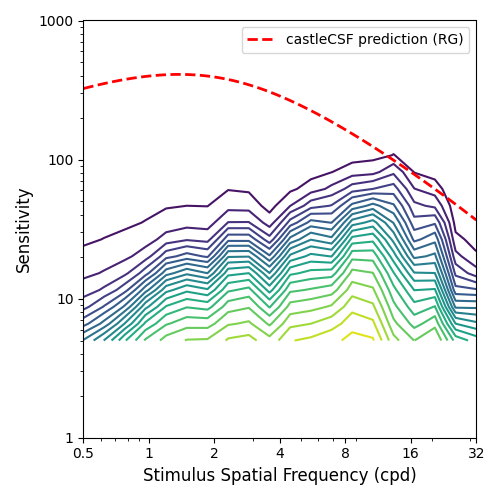 1000
castleCSF prediction (RG)
100
Sensitivity
10
1
0.5 1 2 4 8 16 32
Stimulus Spatial Frequency (cpd)